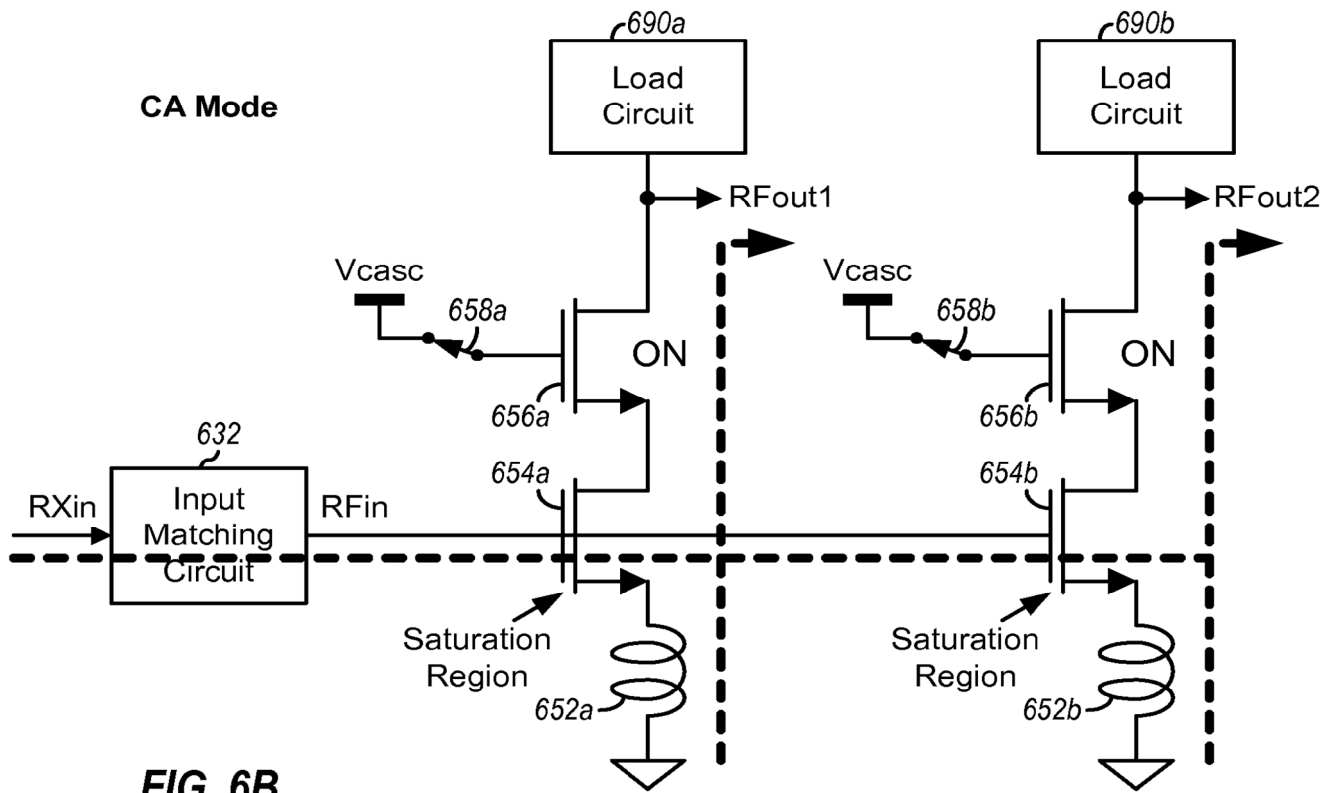 690a
690b
Load
Circuit
Load
Circuit
CA Mode
RFout1
RFout2
Vcasc
Vcasc
658a
658b
ON
ON
656a
656b
632
654a
654b
RXin
Input
Matching
Circuit
RFin
Saturation
Region
Saturation
Region
652a
652b
FIG. 6B